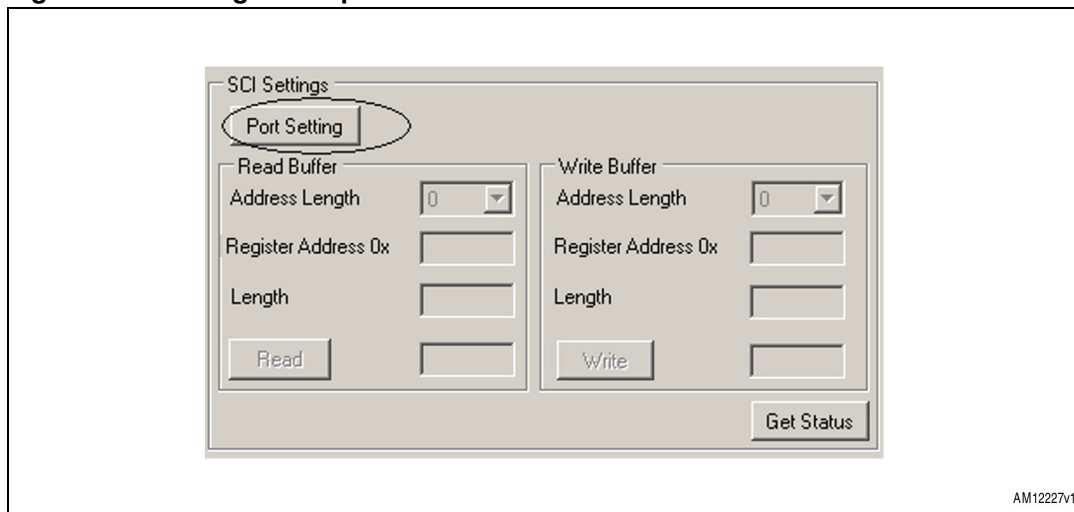 SCI Settings
Port Setting
Read Buffer
Address Length 0
Register Address 0x
Length
Read
Write Buffer
Address Length 0
Register Address 0x
Length
Write
Get Status
AM12227v1